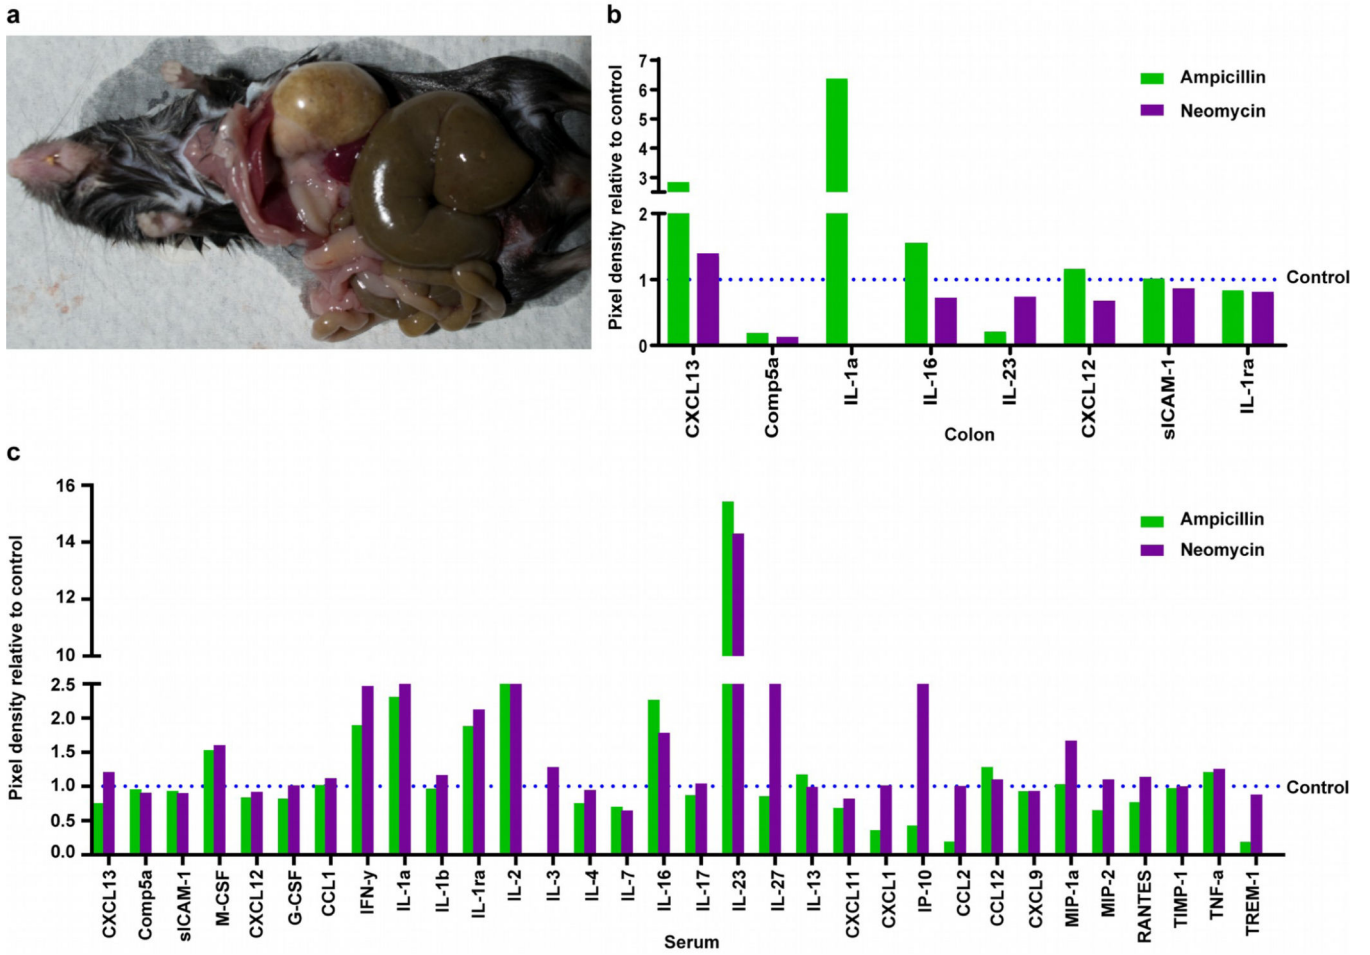 a
b
Pixel density relative to control
7
6
5
4
3
2
1
0
Ampicillin
Neomycin
Control
CXCL13
Comp5a
IL-1a
IL-16
IL-23
CXCL12
sICAM-1
IL-1ra
Colon
c
Pixel density relative to control
16
14
12
10
2.5
2.0
1.5
1.0
0.5
0.0
Ampicillin
Neomycin
Control
CXCL13
Comp5a
sICAM-1
M-CSF
CXCL12
G-CSF
CCL1
IFN-y
IL-1a
IL-1b
IL-1ra
IL-2
IL-3
IL-4
IL-7
IL-16
IL-17
IL-23
IL-27
IL-13
CXCL11
CXCL1
IP-10
CCL2
CCL12
CXCL9
MIP-1a
MIP-2
RANTES
TIMP-1
TNF-a
TREM-1
Serum